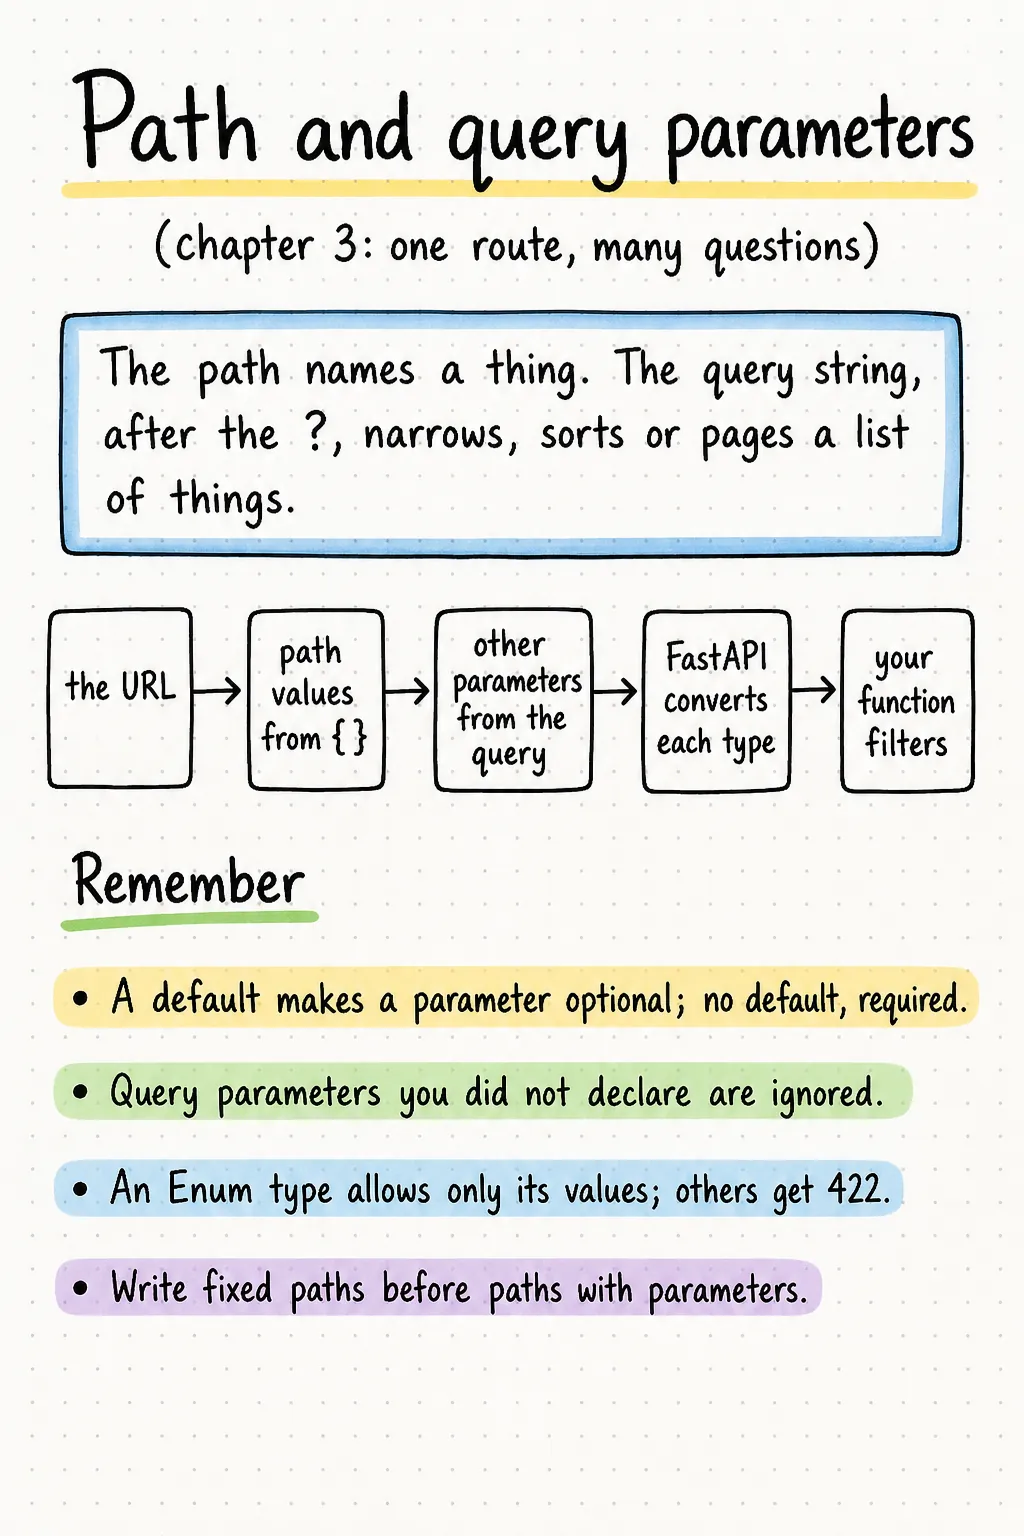 Path and query parameters
(chapter 3: one route, many questions)
The path names a thing. The query string,
after the ?, narrows, sorts or pages a list
of things.
the URL
path
values
from { }
other
parameters
from the
query
FastAPI
converts
each type
your
function
filters
Remember
• A default makes a parameter optional; no default, required.
• Query parameters you did not declare are ignored.
• An Enum type allows only its values; others get 422.
• Write fixed paths before paths with parameters.